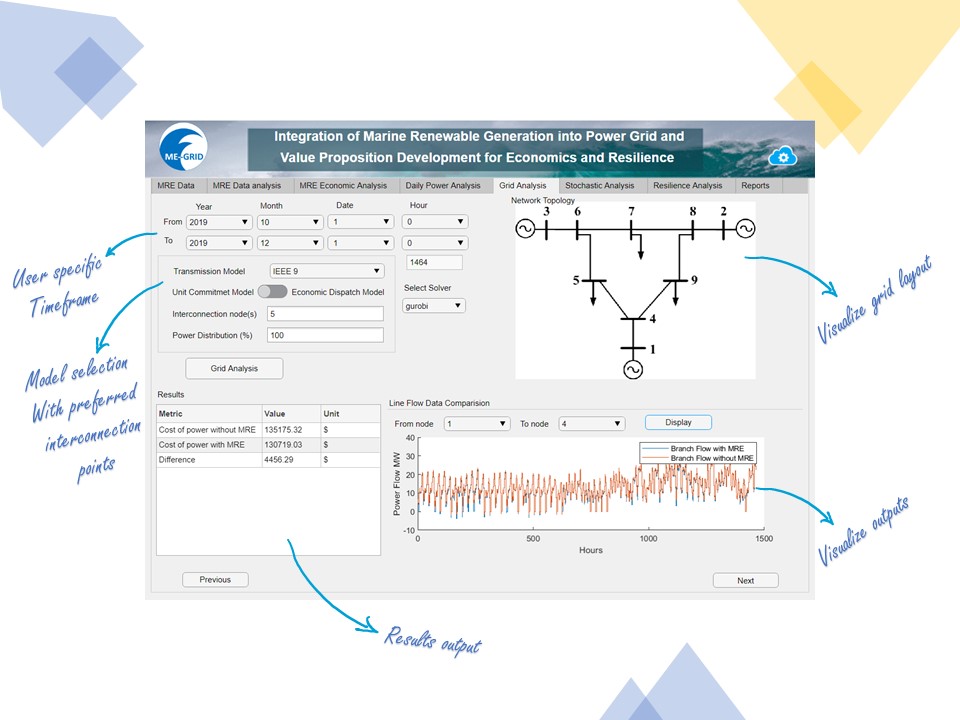 ME-GRID
Integration of Marine Renewable Generation into Power Grid and
Value Proposition Development for Economics and Resilience
MRE Data
MRE Data analysis
MRE Economic Analysis
Daily Power Analysis
Grid Analysis
Stochastic Analysis
Resilience Analysis
Reports
Year
Month
Date
Hour
From 2019 10 1 0
To 2019 12 1 0
1464
Transmission Model IEEE 9
Unit Commitmet Model Economic Dispatch Model
Interconnection node(s) 5
Power Distribution (%) 100
Select Solver
gurobi
Grid Analysis
Network Topology
3 6 7 8 2
5 9
4
1
Results
Metric Value Unit
Cost of power without MRE 135175.32 $
Cost of power with MRE 130719.03 $
Difference 4456.29 $
Line Flow Data Comparision
From node 1 To node 4 Display
Branch Flow with MRE
Branch Flow without MRE
Power Flow MW
40
30
20
10
0
-10
0 500 1000 1500
Hours
Previous
Next
User specific
Timeframe
Model selection
With preferred
interconnection
points
Visualize grid layout
Visualize outputs
Results output